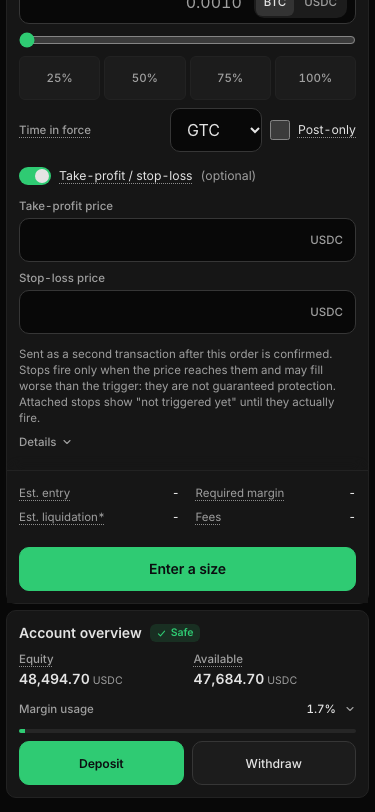 0.0010 BTC USDC
25% 50% 75% 100%
Time in force GTC Post-only
Take-profit / stop-loss (optional)
Take-profit price
USDC
Stop-loss price
USDC
Sent as a second transaction after this order is confirmed.
Stops fire only when the price reaches them and may fill
worse than the trigger: they are not guaranteed protection.
Attached stops show "not triggered yet" until they actually
fire.
Details
Est. entry - Required margin -
Est. liquidation* - Fees -
Enter a size
Account overview Safe
Equity Available
48,494.70 USDC 47,684.70 USDC
Margin usage 1.7%
Deposit Withdraw